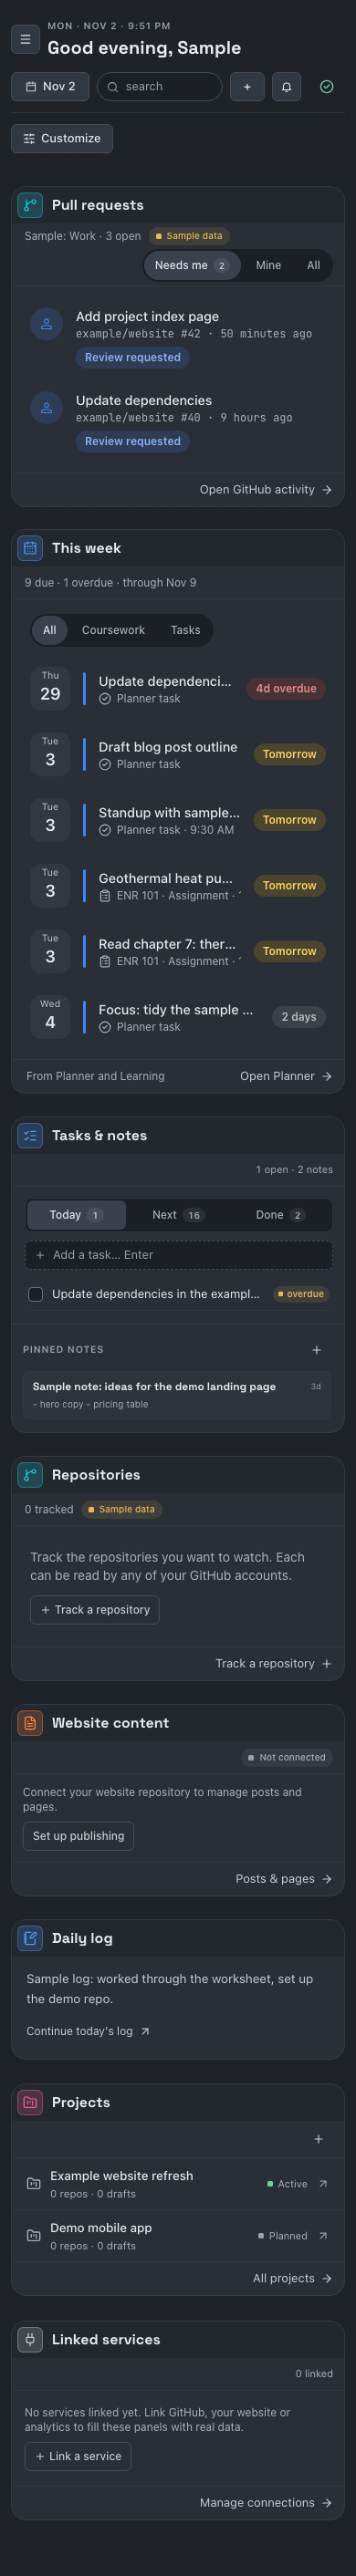 MON · NOV 2 · 9:51 PM
Good evening, Sample
Nov 2
search
Customize
Pull requests
Sample: Work · 3 open
Sample data
Needs me 2
Mine
All
Add project index page
example/website #42 · 50 minutes ago
Review requested
Update dependencies
example/website #40 · 9 hours ago
Review requested
Open GitHub activity →
This week
9 due · 1 overdue · through Nov 9
All
Coursework
Tasks
Thu
29
Update dependenci...
Planner task
4d overdue
Tue
3
Draft blog post outline
Planner task
Tomorrow
Tue
3
Standup with sample...
Planner task · 9:30 AM
Tomorrow
Tue
3
Geothermal heat pu...
ENR 101 · Assignment ·
Tomorrow
Tue
3
Read chapter 7: ther...
ENR 101 · Assignment ·
Tomorrow
Wed
4
Focus: tidy the sample ...
Planner task
2 days
From Planner and Learning
Open Planner →
Tasks & notes
1 open · 2 notes
Today 1
Next 16
Done 2
+ Add a task... Enter
Update dependencies in the exampl...
overdue
PINNED NOTES
+
Sample note: ideas for the demo landing page
3d
- hero copy - pricing table
Repositories
0 tracked
Sample data
Track the repositories you want to watch. Each
can be read by any of your GitHub accounts.
+ Track a repository
Track a repository +
Website content
Not connected
Connect your website repository to manage posts and
pages.
Set up publishing
Posts & pages →
Daily log
Sample log: worked through the worksheet, set up
the demo repo.
Continue today's log ↗
Projects
+
Example website refresh
0 repos · 0 drafts
Active ↗
Demo mobile app
0 repos · 0 drafts
Planned ↗
All projects →
Linked services
0 linked
No services linked yet. Link GitHub, your website or
analytics to fill these panels with real data.
+ Link a service
Manage connections →